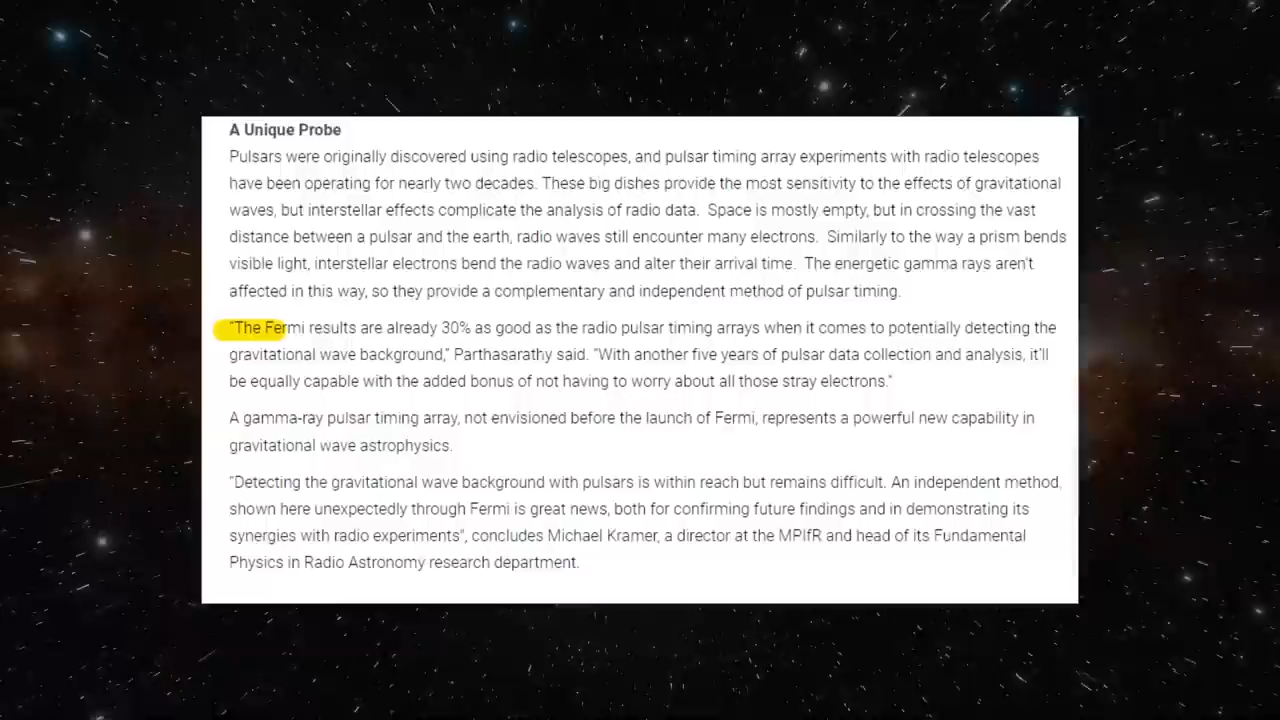 A Unique Probe
Pulsars were originally discovered using radio telescopes, and pulsar timing array experiments with radio telescopes
have been operating for nearly two decades. These big dishes provide the most sensitivity to the effects of gravitational
waves, but interstellar effects complicate the analysis of radio data. Space is mostly empty, but in crossing the vast
distance between a pulsar and the earth, radio waves still encounter many electrons. Similarly to the way a prism bends
visible light, interstellar electrons bend the radio waves and alter their arrival time. The energetic gamma rays aren't
affected in this way, so they provide a complementary and independent method of pulsar timing.
"The Fermi results are already 30% as good as the radio pulsar timing arrays when it comes to potentially detecting the
gravitational wave background," Parthasarathy said. "With another five years of pulsar data collection and analysis, it'll
be equally capable with the added bonus of not having to worry about all those stray electrons."
A gamma-ray pulsar timing array, not envisioned before the launch of Fermi, represents a powerful new capability in
gravitational wave astrophysics.
"Detecting the gravitational wave background with pulsars is within reach but remains difficult. An independent method,
shown here unexpectedly through Fermi is great news, both for confirming future findings and in demonstrating its
synergies with radio experiments", concludes Michael Kramer, a director at the MPIfR and head of its Fundamental
Physics in Radio Astronomy research department.